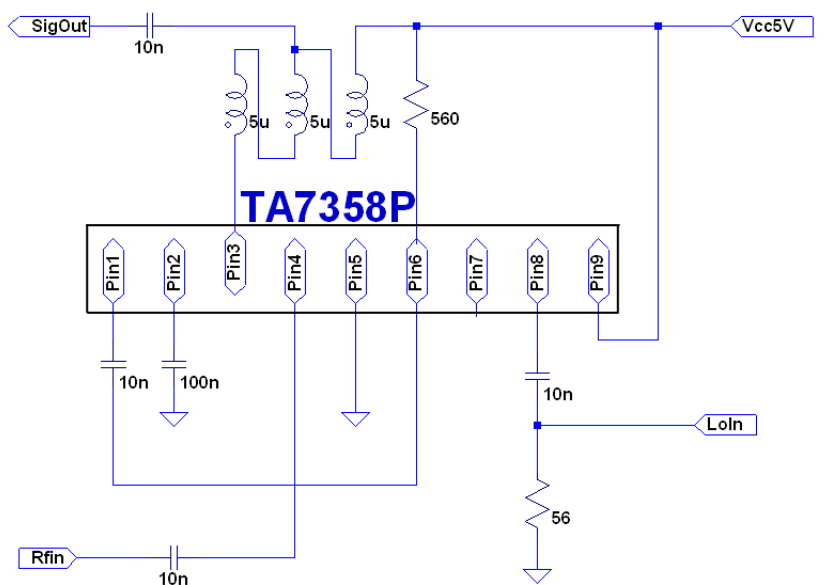 SigOut
10n
Vcc5V
5u
5u
5u
560
TA7358P
Pin1
Pin2
Pin3
Pin4
Pin5
Pin6
Pin7
Pin8
Pin9
10n
100n
10n
LoIn
56
Rfin
10n